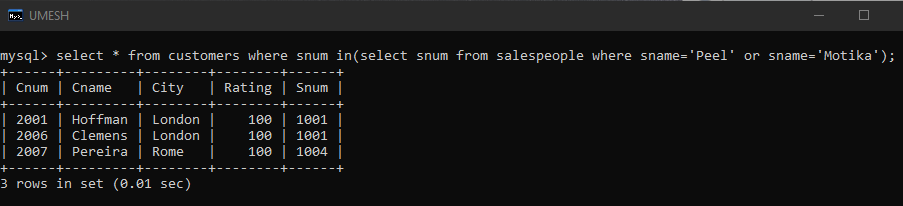 UMESH
mysql> select * from customers where snum in(select snum from salespeople where sname='Peel' or sname='Motika');
+------+---------+--------+--------+------+
| Cnum | Cname   | City   | Rating | Snum |
+------+---------+--------+--------+------+
| 2001 | Hoffman | London |    100 | 1001 |
| 2006 | Clemens | London |    100 | 1001 |
| 2007 | Pereira | Rome   |    100 | 1004 |
+------+---------+--------+--------+------+
3 rows in set (0.01 sec)